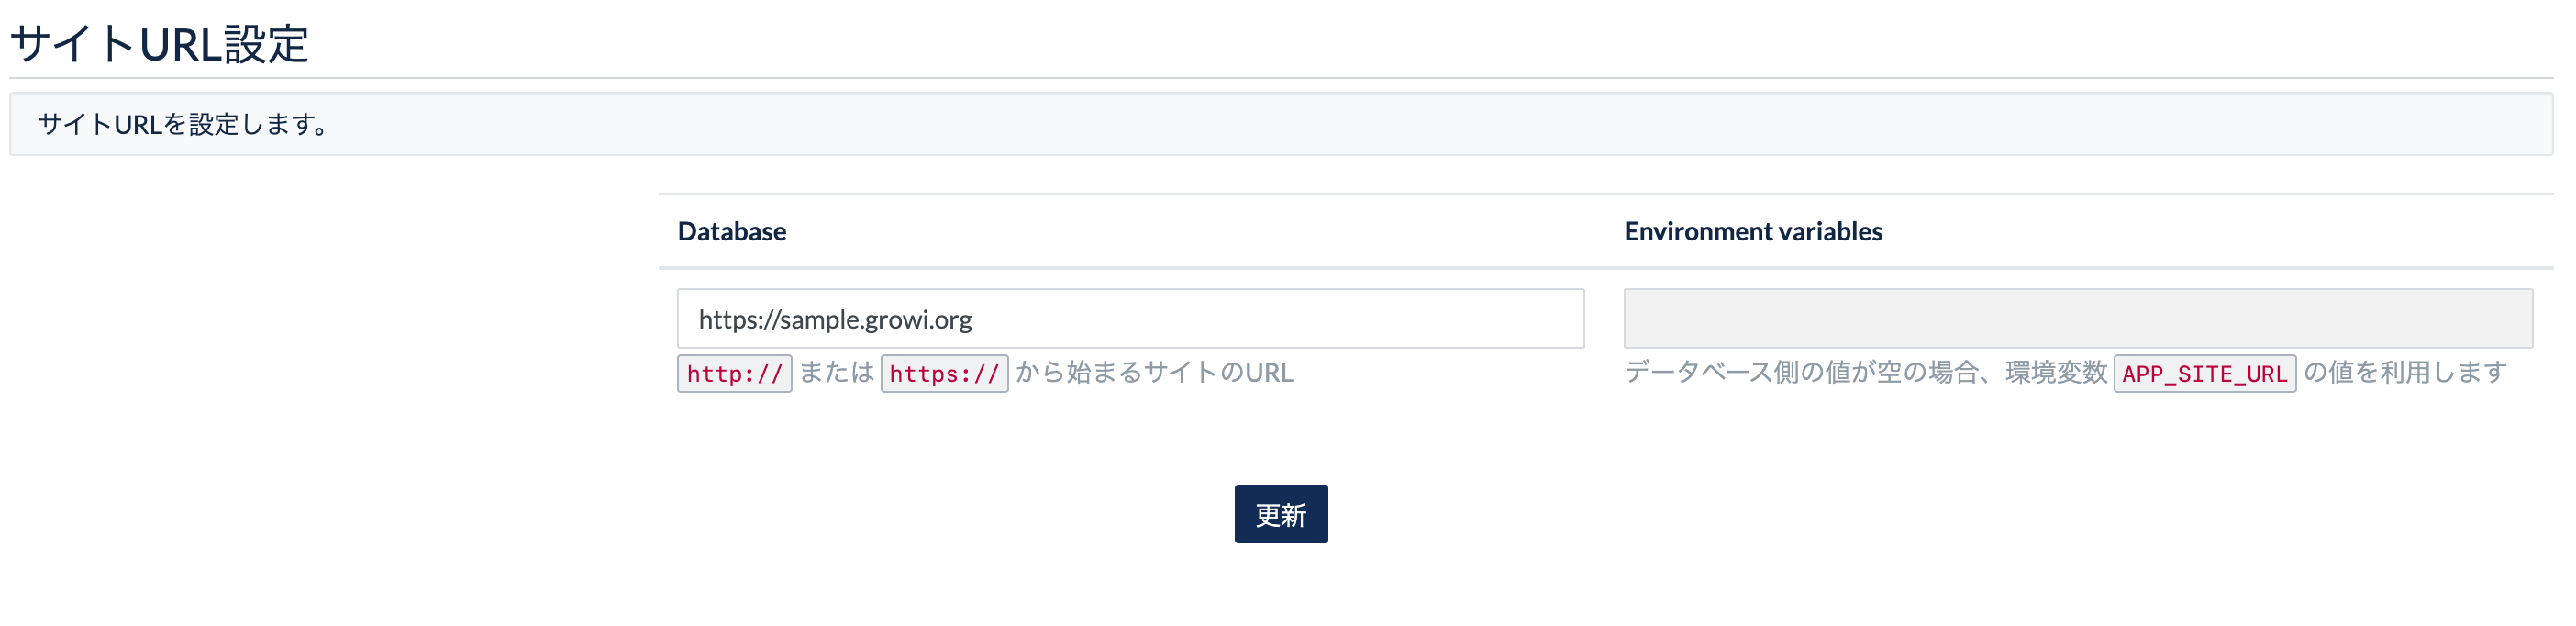 サイトURL設定
サイトURLを設定します。
Database
Environment variables
https://sample.growi.org
http:// または https:// から始まるサイトのURL
データベース側の値が空の場合、環境変数 APP_SITE_URL の値を利用します
更新